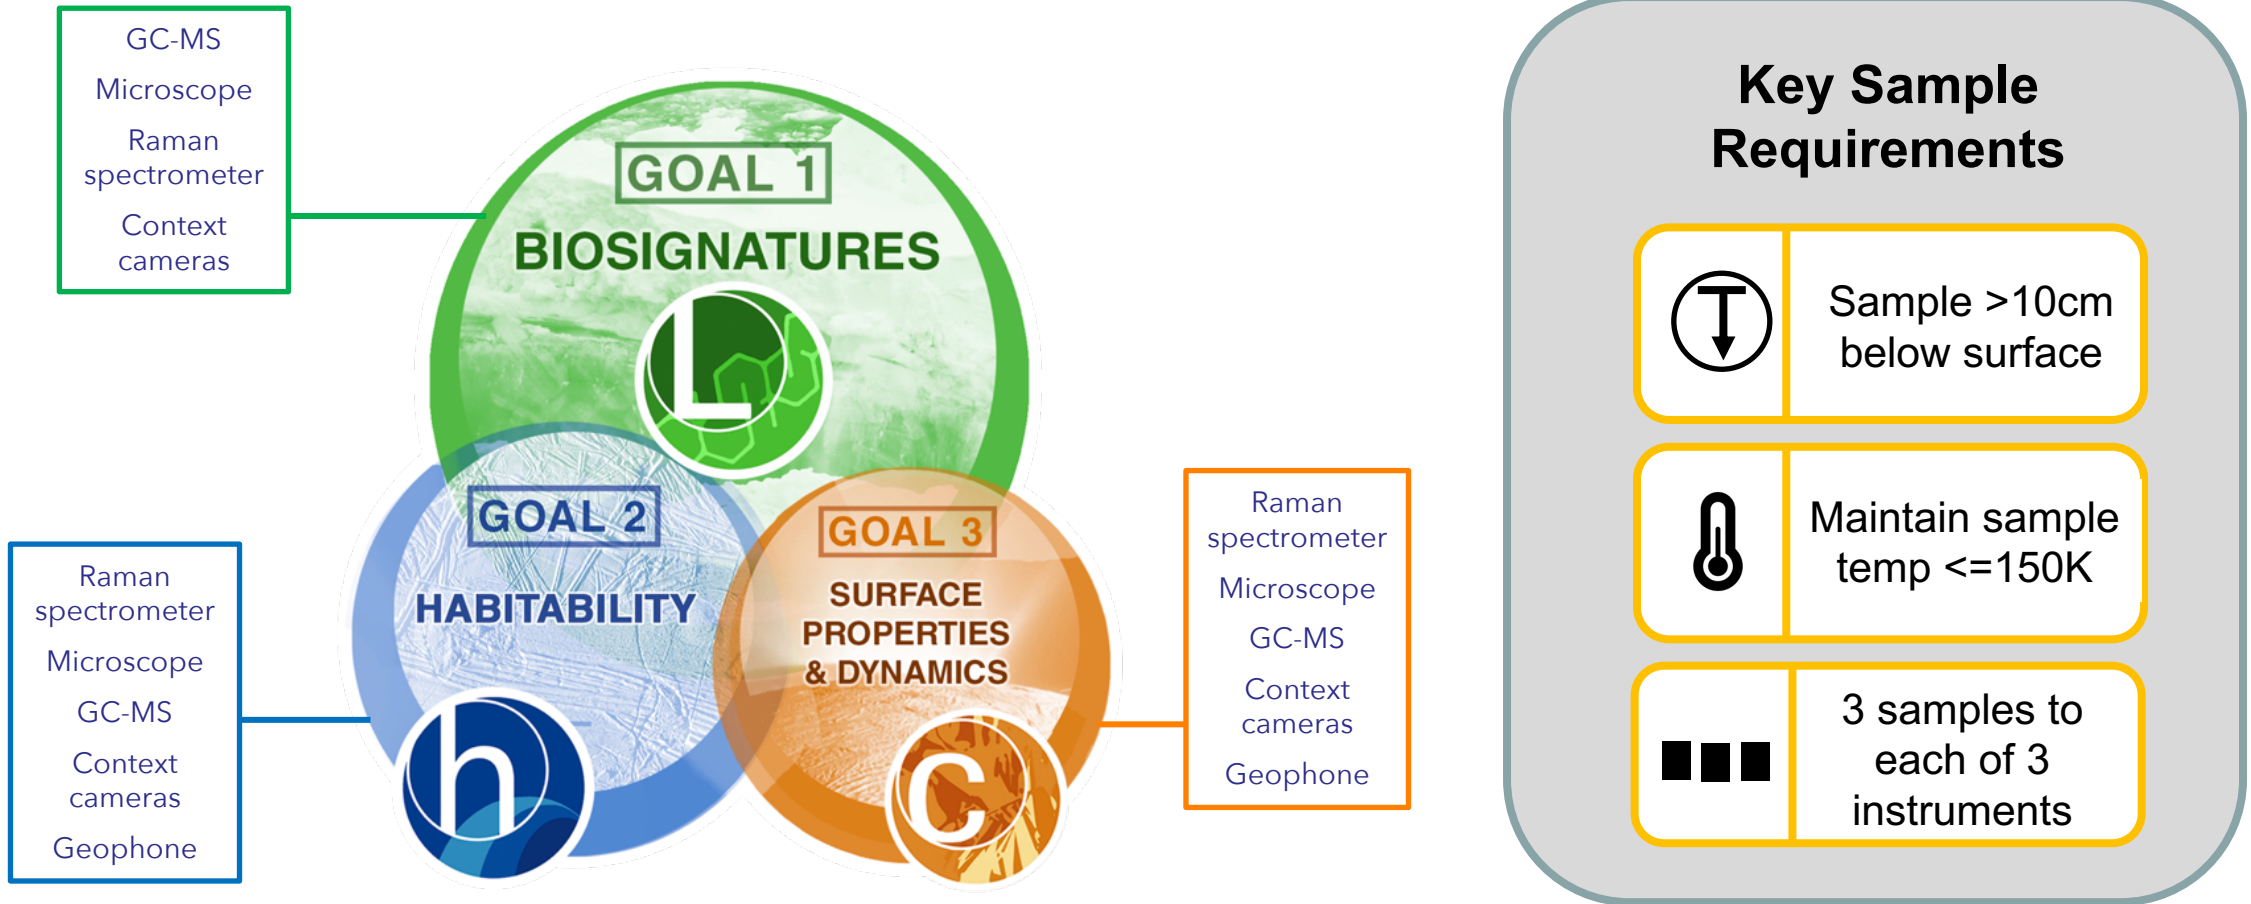 GC-MS
Microscope
Raman
spectrometer
Context
cameras
GOAL 1
BIOSIGNATURES
L
GOAL 2
HABITABILITY
h
Raman
spectrometer
Microscope
GC-MS
Context
cameras
Geophone
GOAL 3
SURFACE
PROPERTIES
& DYNAMICS
C
Raman
spectrometer
Microscope
GC-MS
Context
cameras
Geophone
Key Sample
Requirements
Sample >10cm
below surface
Maintain sample
temp <=150K
3 samples to
each of 3
instruments